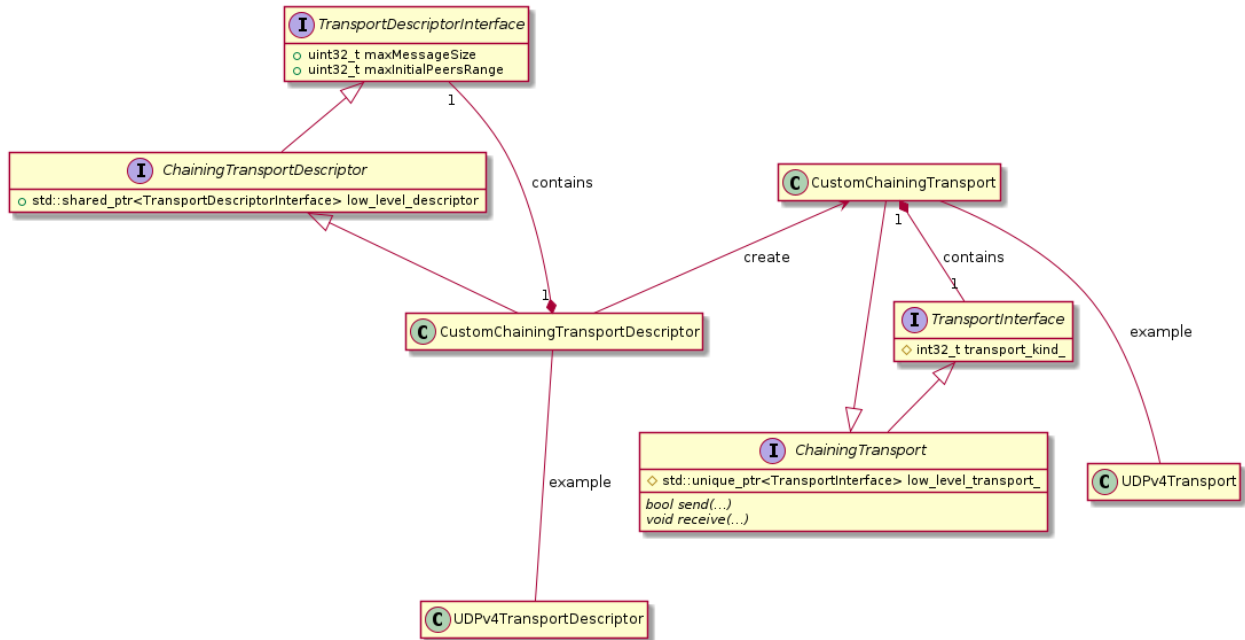 I TransportDescriptorInterface
uint32_t maxMessageSize
uint32_t maxInitialPeersRange
1
I ChainingTransportDescriptor
std::shared_ptr<TransportDescriptorInterface> low_level_descriptor
contains
C CustomChainingTransport
1
create
contains
1
1
C CustomChainingTransportDescriptor
I TransportInterface
int32_t transport_kind_
example
I ChainingTransport
std::unique_ptr<TransportInterface> low_level_transport_
bool send(...)
void receive(...)
example
C UDPv4Transport
C UDPv4TransportDescriptor